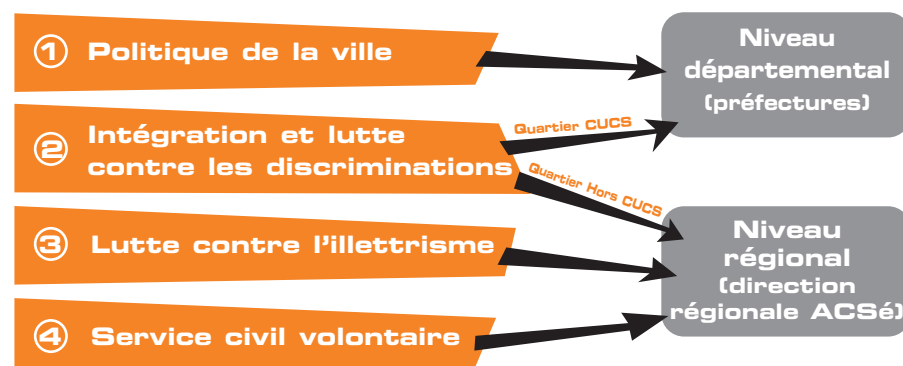 ① Politique de la ville
② Intégration et lutte
contre les discriminations
③ Lutte contre l'illettrisme
④ Service civil volontaire
Quartier CUCS
Quartier Hors CUCS
Niveau
départemental
(préfectures)
Niveau
régional
(direction
régionale ACSé)